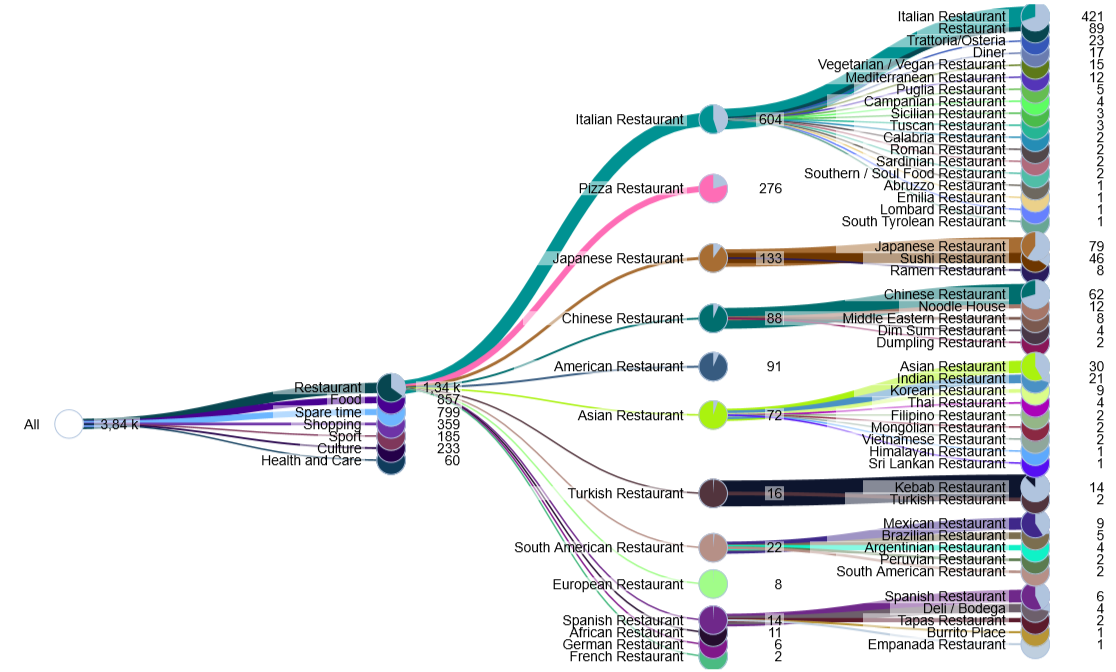 All 3,84 k
Restaurant 1,34 k
Food 857
Spare time 799
Shopping 359
Sport 185
Culture 233
Health and Care 60
Italian Restaurant 604
Pizza Restaurant 276
Japanese Restaurant 133
Chinese Restaurant 88
American Restaurant 91
Asian Restaurant 72
Turkish Restaurant 16
South American Restaurant 22
European Restaurant 8
Spanish Restaurant 14
African Restaurant 11
German Restaurant 6
French Restaurant 2
Italian Restaurant 421
Restaurant 89
Trattoria/Osteria 23
Diner 17
Vegetarian / Vegan Restaurant 15
Mediterranean Restaurant 12
Puglia Restaurant 5
Campanian Restaurant 4
Sicilian Restaurant 3
Tuscan Restaurant 3
Calabria Restaurant 2
Roman Restaurant 2
Sardinian Restaurant 2
Southern / Soul Food Restaurant 2
Abruzzo Restaurant 1
Emilia Restaurant 1
Lombard Restaurant 1
South Tyrolean Restaurant 1
Japanese Restaurant 79
Sushi Restaurant 46
Ramen Restaurant 8
Chinese Restaurant 62
Noodle House 12
Middle Eastern Restaurant 8
Dim Sum Restaurant 4
Dumpling Restaurant 2
Asian Restaurant 30
Indian Restaurant 21
Korean Restaurant 9
Thai Restaurant 4
Filipino Restaurant 2
Mongolian Restaurant 2
Vietnamese Restaurant 2
Himalayan Restaurant 1
Sri Lankan Restaurant 1
Kebab Restaurant 14
Turkish Restaurant 2
Mexican Restaurant 9
Brazilian Restaurant 5
Argentinian Restaurant 4
Peruvian Restaurant 2
South American Restaurant 2
Spanish Restaurant 6
Deli / Bodega 4
Tapas Restaurant 2
Burrito Place 1
Empanada Restaurant 1